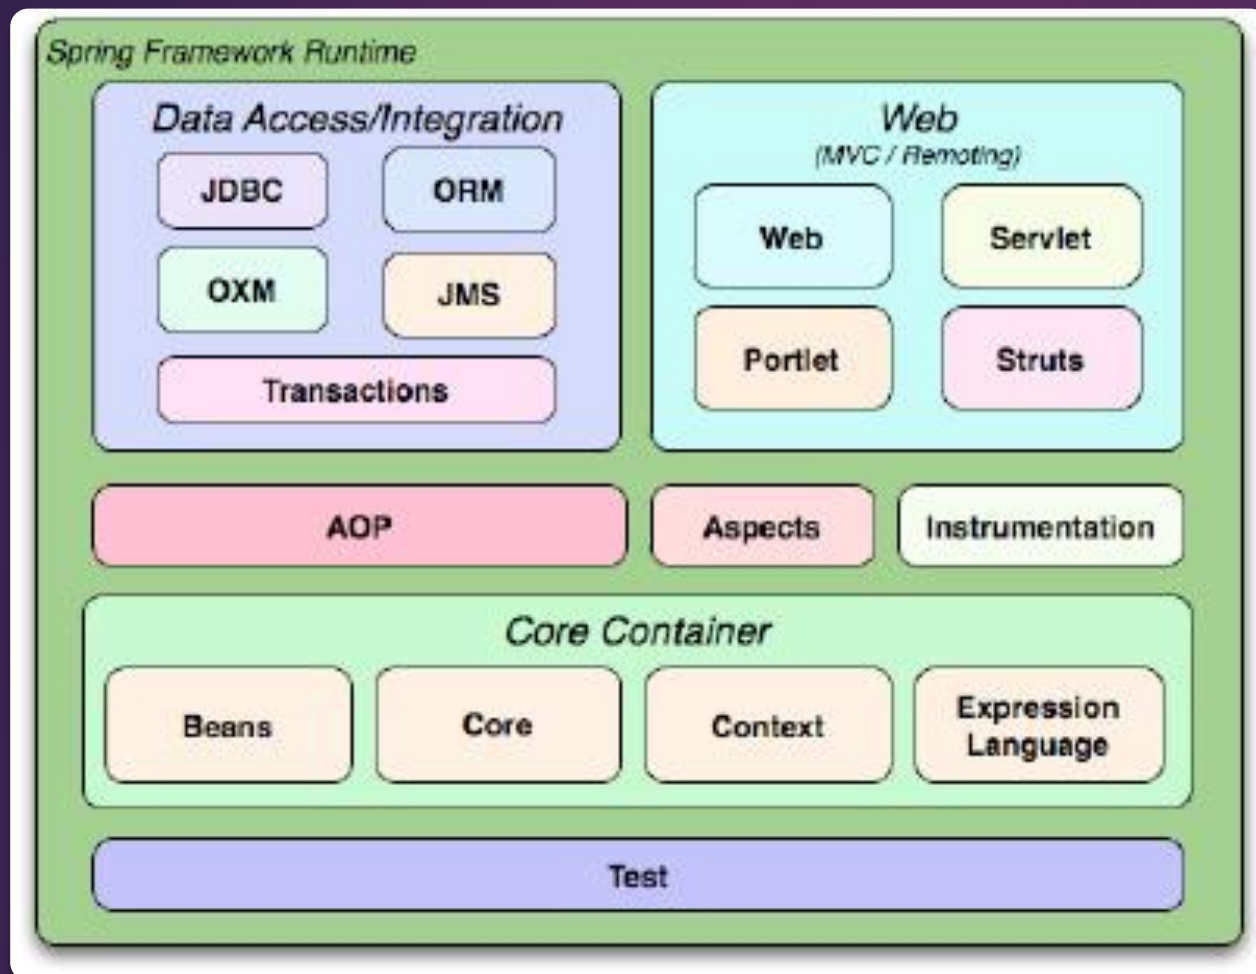 Spring Framework Runtime
Data Access/Integration
JDBC
ORM
OXM
JMS
Transactions
Web
(MVC / Remoting)
Web
Servlet
Portlet
Struts
AOP
Aspects
Instrumentation
Core Container
Beans
Core
Context
Expression
Language
Test